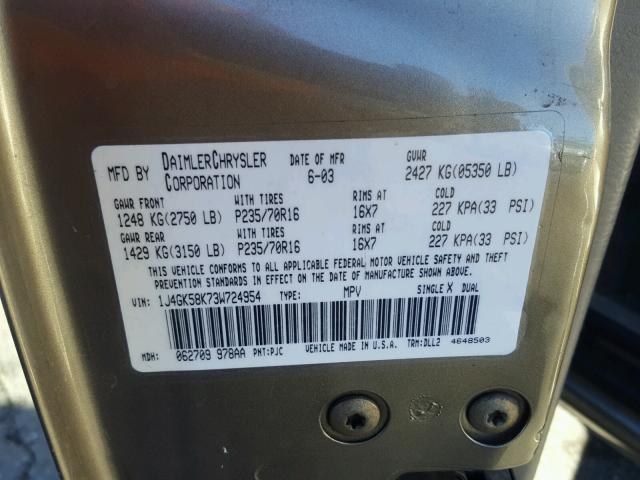 MFD BY DAIMLERCHRYSLER CORPORATION DATE OF MFR 6-03 GVWR 2427 KG(05350 LB)
GAWR FRONT WITH TIRES RIMS AT COLD
1248 KG(2750 LB) P235/70R16 16X7 227 KPA(33 PSI)
GAWR REAR WITH TIRES RIMS AT COLD
1429 KG(3150 LB) P235/70R16 16X7 227 KPA(33 PSI)
THIS VEHICLE CONFORMS TO ALL APPLICABLE FEDERAL MOTOR VEHICLE SAFETY AND THEFT
PREVENTION STANDARDS IN EFFECT ON THE DATE OF MANUFACTURE SHOWN ABOVE.
VIN: 1J4GK58K73W724954 TYPE: MPV SINGLE X DUAL
MDH: 062709 978AA PNT:PJC VEHICLE MADE IN U.S.A. TRM:DLL2 4648503